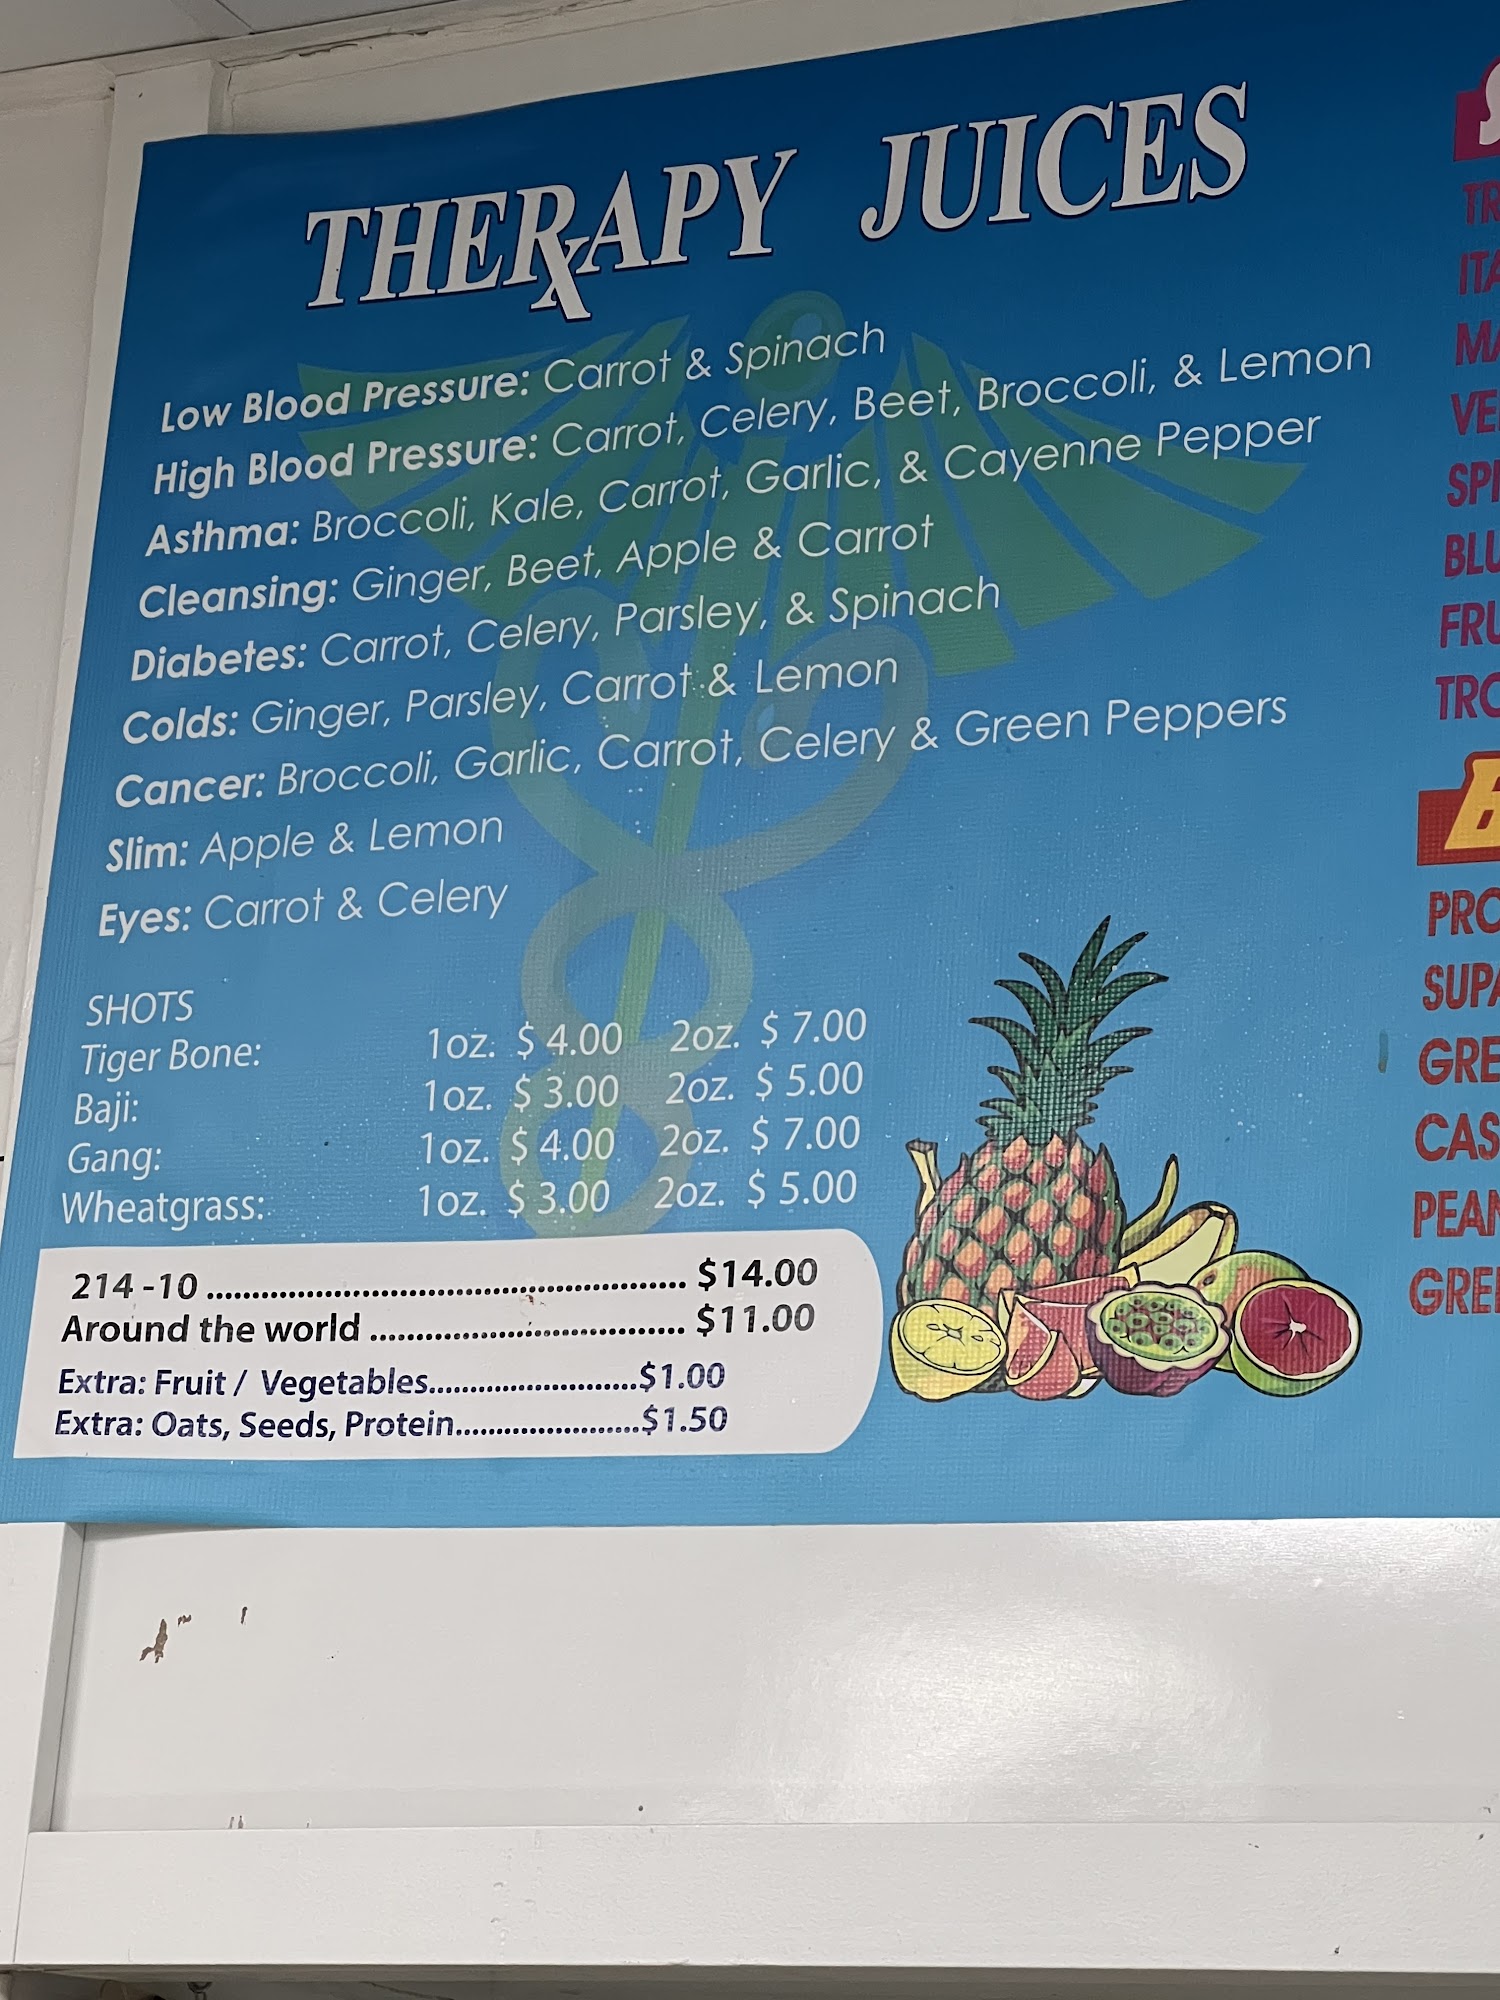 THERAPY JUICES
Low Blood Pressure: Carrot & Spinach
High Blood Pressure: Carrot, Celery, Beet, Broccoli, & Lemon
Asthma: Broccoli, Kale, Carrot, Garlic, & Cayenne Pepper
Cleansing: Ginger, Beet, Apple & Carrot
Diabetes: Carrot, Celery, Parsley, & Spinach
Colds: Ginger, Parsley, Carrot & Lemon
Cancer: Broccoli, Garlic, Carrot, Celery & Green Peppers
Slim: Apple & Lemon
Eyes: Carrot & Celery
SHOTS
Tiger Bone: 1oz. $ 4.00 2oz. $ 7.00
Baji: 1oz. $ 3.00 2oz. $ 5.00
Gang: 1oz. $ 4.00 2oz. $ 7.00
Wheatgrass: 1oz. $ 3.00 2oz. $ 5.00
214 -10 ........................................... $14.00
Around the world ................................ $11.00
Extra: Fruit / Vegetables..........................$1.00
Extra: Oats, Seeds, Protein.......................$1.50